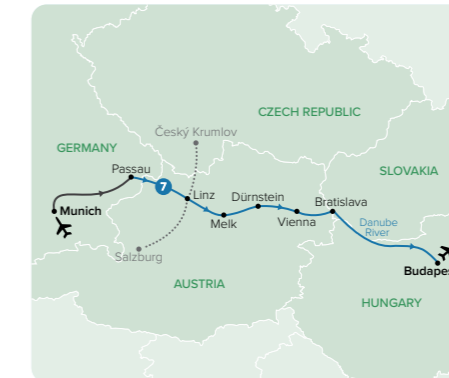 CZECH REPUBLIC
Český Krumlov
GERMANY
Passau
SLOVAKIA
7
Linz
Dürnstein
Bratislava
Munich
Melk
Vienna
Danube
River
Salzburg
Budapes
AUSTRIA
HUNGARY